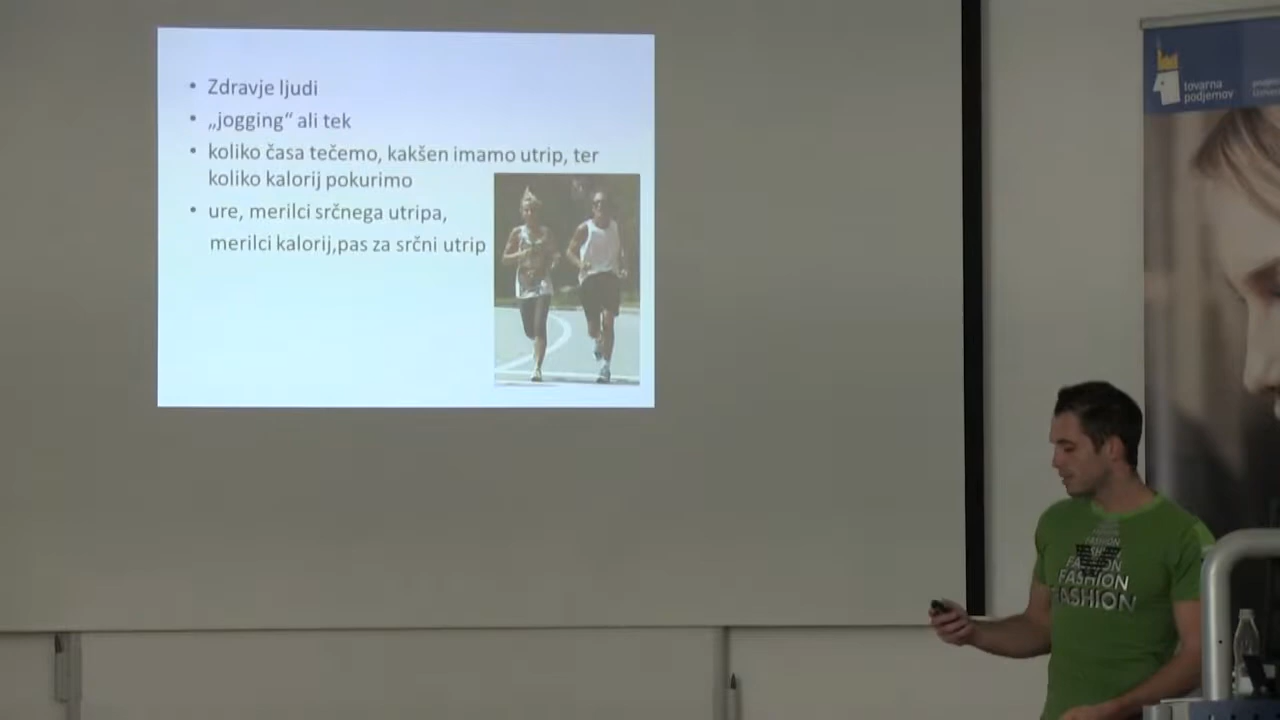 • Zdravje ljudi
• „jogging“ ali tek
• koliko časa tečemo, kakšen imamo utrip, ter
koliko kalorij pokurimo
• ure, merilci srčnega utripa,
merilci kalorij,pas za srčni utrip
tovarna
podjemov
FASHION
FASHION
FASHION